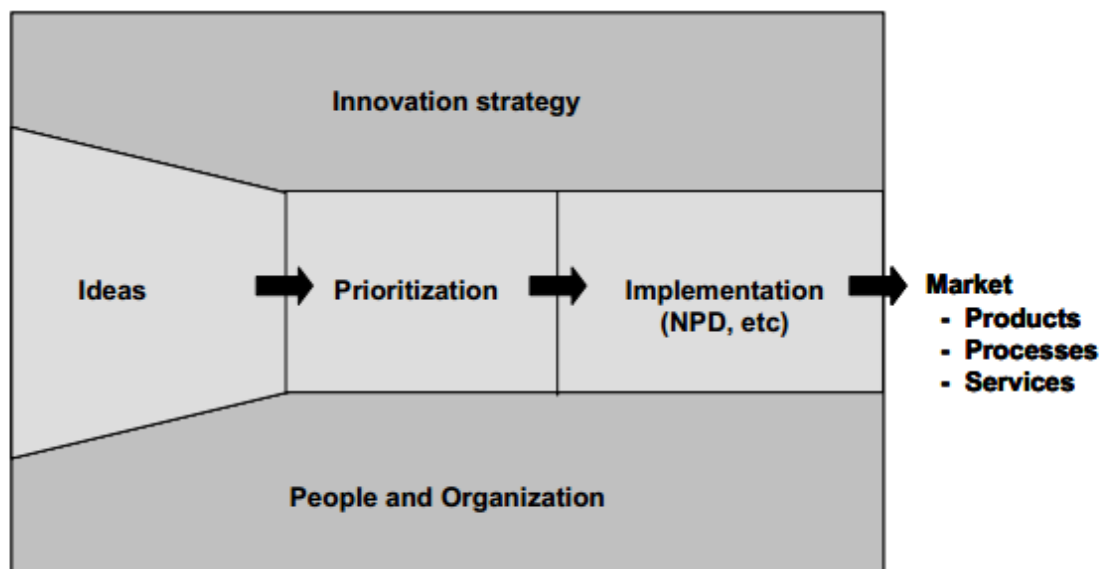 Innovation strategy
Ideas
Prioritization
Implementation
(NPD, etc)
Market
- Products
- Processes
- Services
People and Organization